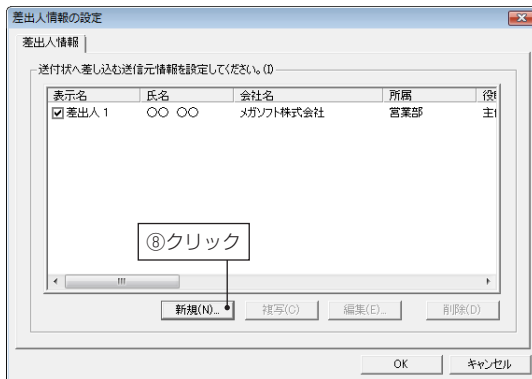 差出人情報の設定
差出人情報
送付状へ差し込む送信元情報を設定してください。(I)
表示名 氏名 会社名 所属
差出人 1 〇〇 〇〇 メガソフト株式会社 営業部
⑧クリック
新規(N)... 複写(C) 編集(E)... 削除(D)
OK キャンセル